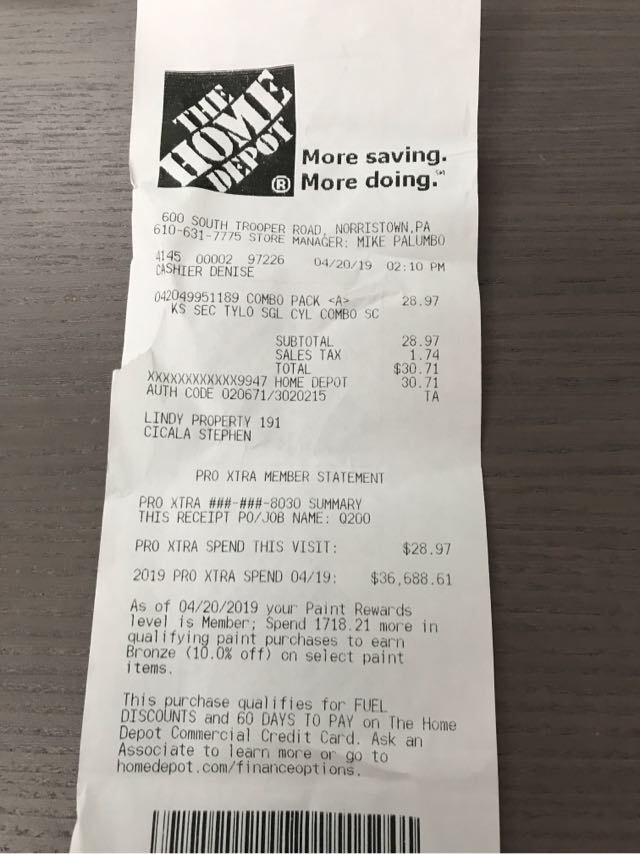 THE
HOME
DEPOT
®
More saving.
More doing.℠
600 SOUTH TROOPER ROAD, NORRISTOWN,PA
610-631-7775 STORE MANAGER: MIKE PALUMBO
4145 00002 97226 04/20/19 02:10 PM
CASHIER DENISE
042049951189 COMBO PACK <A> 28.97
KS SEC TYLO SGL CYL COMBO SC
SUBTOTAL 28.97
SALES TAX 1.74
TOTAL $30.71
XXXXXXXXXXXX9947 HOME DEPOT 30.71
AUTH CODE 020671/3020215 TA
LINDY PROPERTY 191
CICALA STEPHEN
PRO XTRA MEMBER STATEMENT
PRO XTRA ###-###-8030 SUMMARY
THIS RECEIPT PO/JOB NAME: Q200
PRO XTRA SPEND THIS VISIT: $28.97
2019 PRO XTRA SPEND 04/19: $36,688.61
As of 04/20/2019 your Paint Rewards
level is Member; Spend 1718.21 more in
qualifying paint purchases to earn
Bronze (10.0% off) on select paint
items.
This purchase qualifies for FUEL
DISCOUNTS and 60 DAYS TO PAY on The Home
Depot Commercial Credit Card. Ask an
Associate to learn more or go to
homedepot.com/financeoptions.